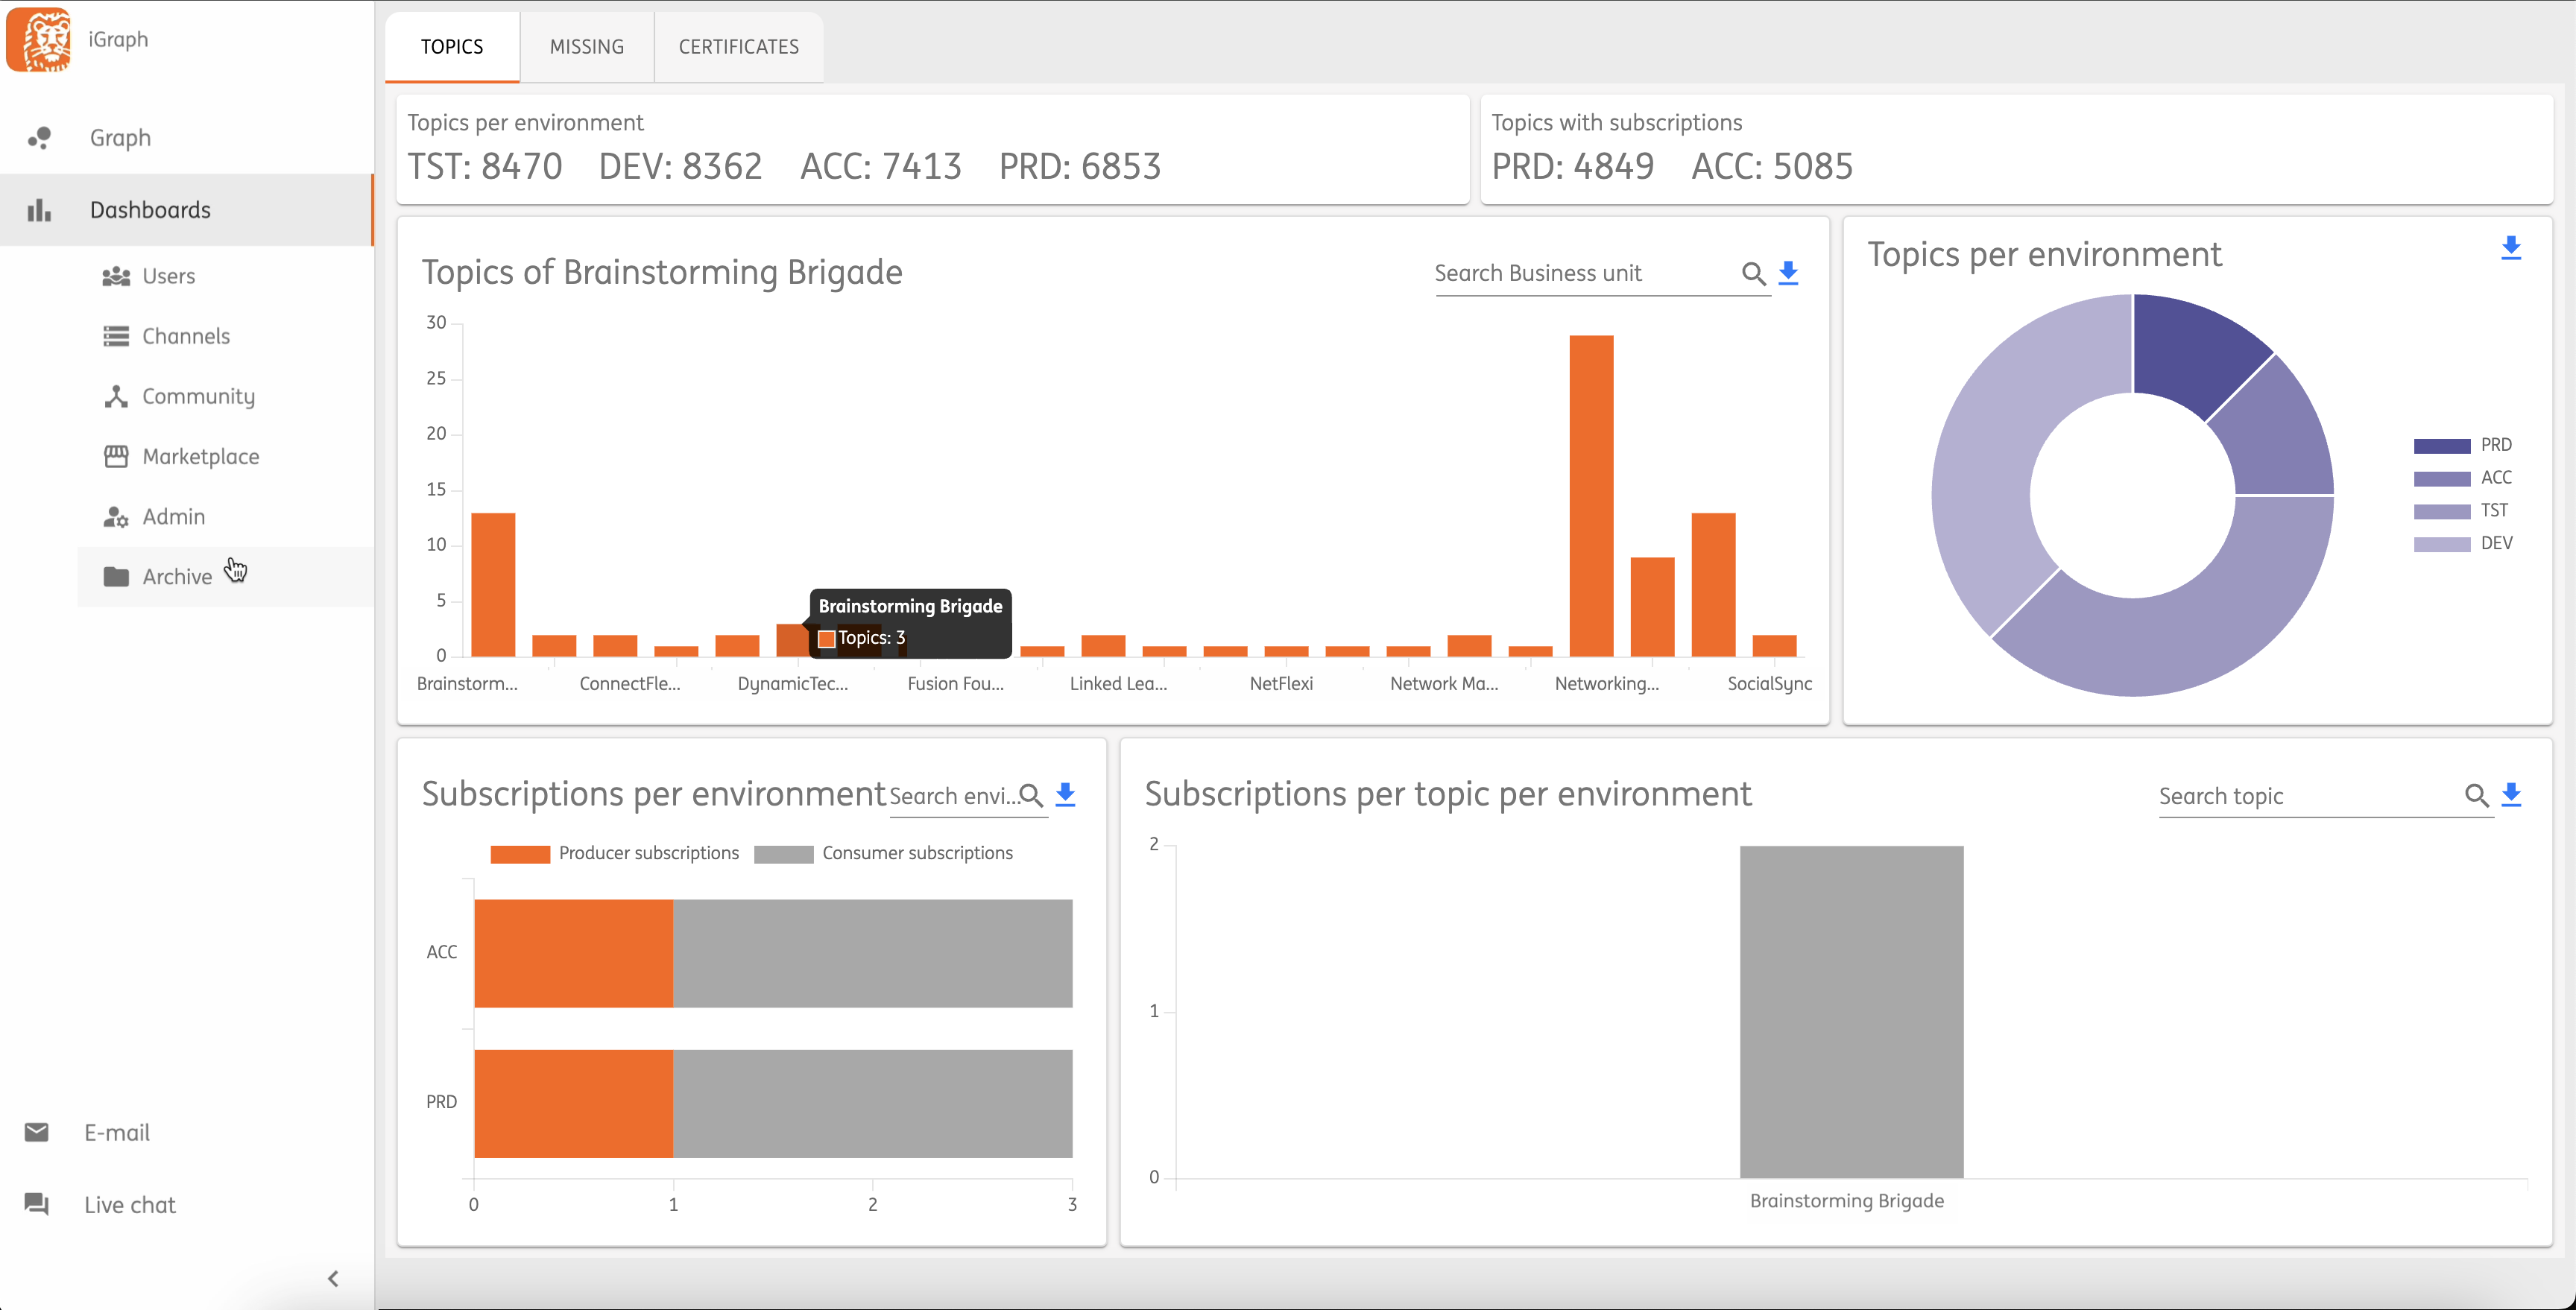 iGraph
Graph
Dashboards
Users
Channels
Community
Marketplace
Admin
Archive
E-mail
Live chat
TOPICS MISSING CERTIFICATES
Topics per environment
TST: 8470 DEV: 8362 ACC: 7413 PRD: 6853
Topics with subscriptions
PRD: 4849 ACC: 5085
Topics of Brainstorming Brigade
Search Business unit
30
25
20
15
10
5
0
Brainstorming Brigade
Topics: 3
Brainstorm... ConnectFle... DynamicTec... Fusion Fou... Linked Lea... NetFlexi Network Ma... Networking... SocialSync
Topics per environment
PRD
ACC
TST
DEV
Subscriptions per environment
Search envi...
Producer subscriptions Consumer subscriptions
ACC
PRD
0 1 2 3
Subscriptions per topic per environment
Search topic
2
1
0
Brainstorming Brigade